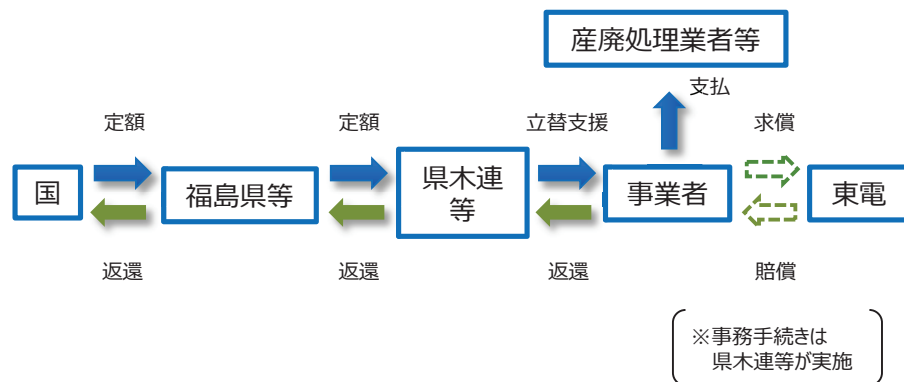 産廃処理業者等
支払
定額
定額
立替支援
求償
国
福島県等
県木連
等
事業者
東電
返還
返還
返還
賠償
※事務手続きは
県木連等が実施